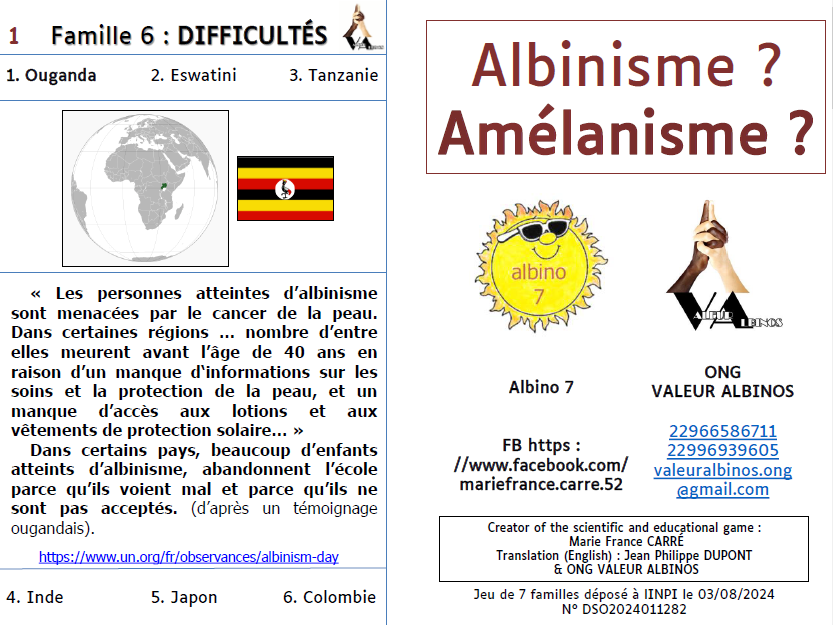 1 Famille 6 : DIFFICULTÉS
VALEUR ALBINOS
1. Ouganda 2. Eswatini 3. Tanzanie
« Les personnes atteintes d’albinisme
sont menacées par le cancer de la peau.
Dans certaines régions ... nombre d’entre
elles meurent avant l’âge de 40 ans en
raison d’un manque d‘informations sur les
soins et la protection de la peau, et un
manque d’accès aux lotions et aux
vêtements de protection solaire... »
Dans certains pays, beaucoup d’enfants
atteints d’albinisme, abandonnent l’école
parce qu’ils voient mal et parce qu’ils ne
sont pas acceptés. (d’après un témoignage
ougandais).
https://www.un.org/fr/observances/albinism-day
4. Inde 5. Japon 6. Colombie
Albinisme ?
Amélanisme ?
albino
7
VALEUR ALBINOS
Albino 7
FB https :
//www.facebook.com/
mariefrance.carre.52
ONG
VALEUR ALBINOS
22966586711
22996939605
valeuralbinos.ong
@gmail.com
Creator of the scientific and educational game :
Marie France CARRÉ
Translation (English) : Jean Philippe DUPONT
& ONG VALEUR ALBINOS
Jeu de 7 familles déposé à lINPI le 03/08/2024
N° DSO2024011282